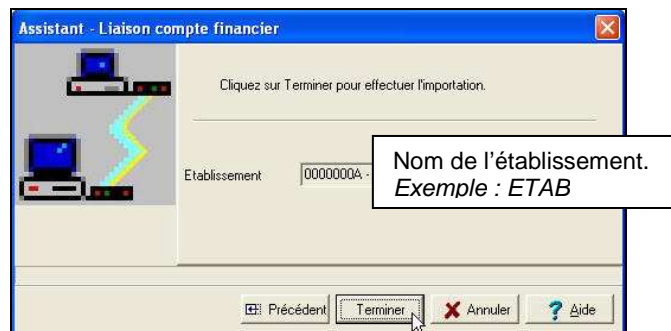 Assistant - Liaison compte financier
Cliquez sur Terminer pour effectuer l'importation.
Etablissement
0000000A -
Nom de l'établissement.
Exemple : ETAB
Précédent
Terminer
Annuler
? Aide